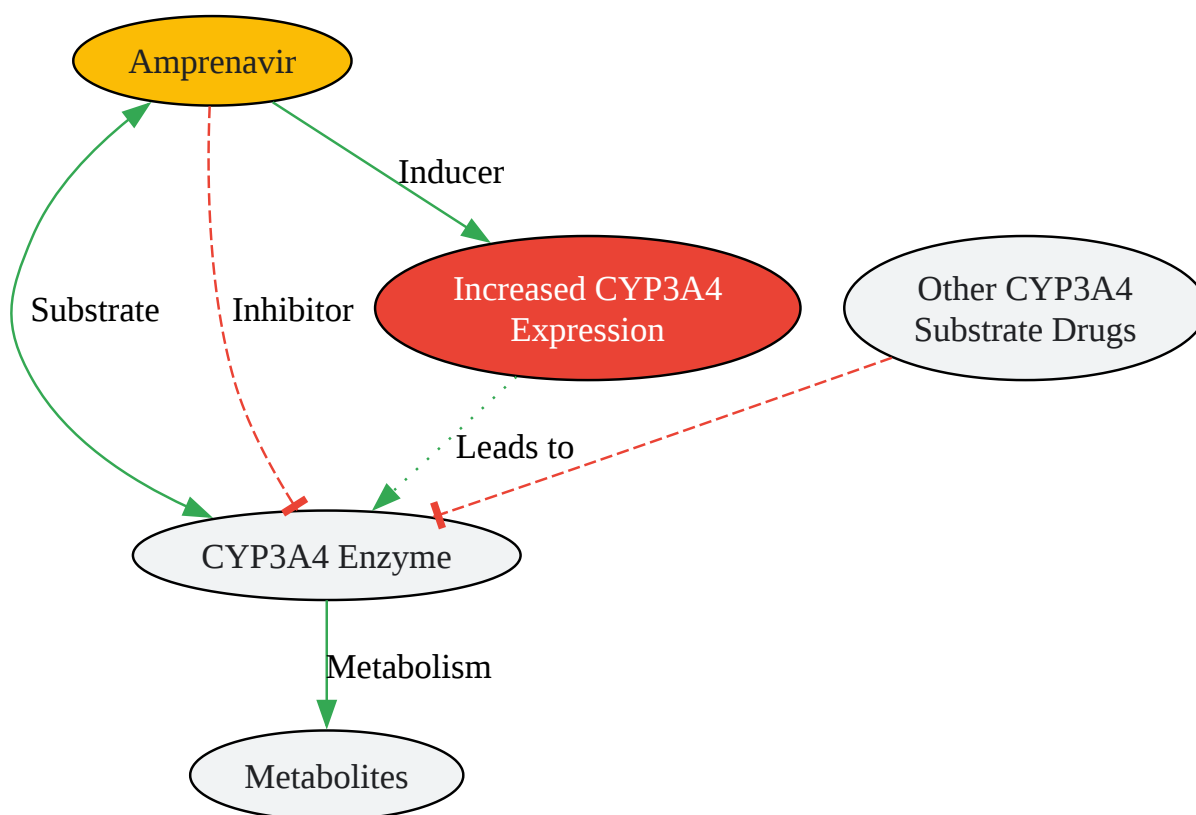 Amprenavir
Inducer
Increased CYP3A4
Expression
Other CYP3A4
Substrate Drugs
Substrate
Inhibitor
Leads to
CYP3A4 Enzyme
Metabolism
Metabolites